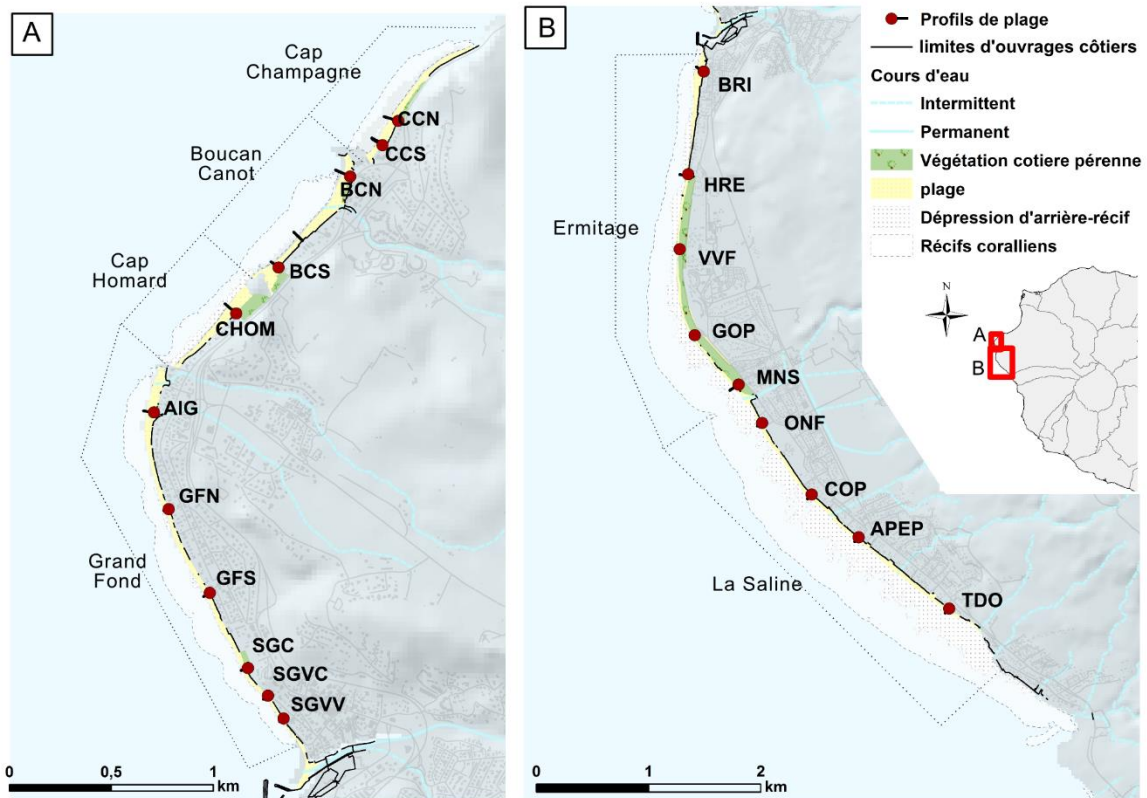 A
Cap
Champagne
Boucan
Canot
Cap
Homard
Grand
Fond
CCN
CCS
BCN
BCS
CHOM
AIG
GFN
GFS
SGC
SGVC
SGVV
0
0,5
1
km
B
Ermitage
La Saline
BRI
HRE
VVF
GOP
MNS
ONF
COP
APEP
TDO
0
1
2
km
Profils de plage
limites d'ouvrages côtiers
Cours d'eau
Intermittent
Permanent
Végétation cotiere pérenne
plage
Dépression d'arrière-récif
Récifs coralliens
N
A
B